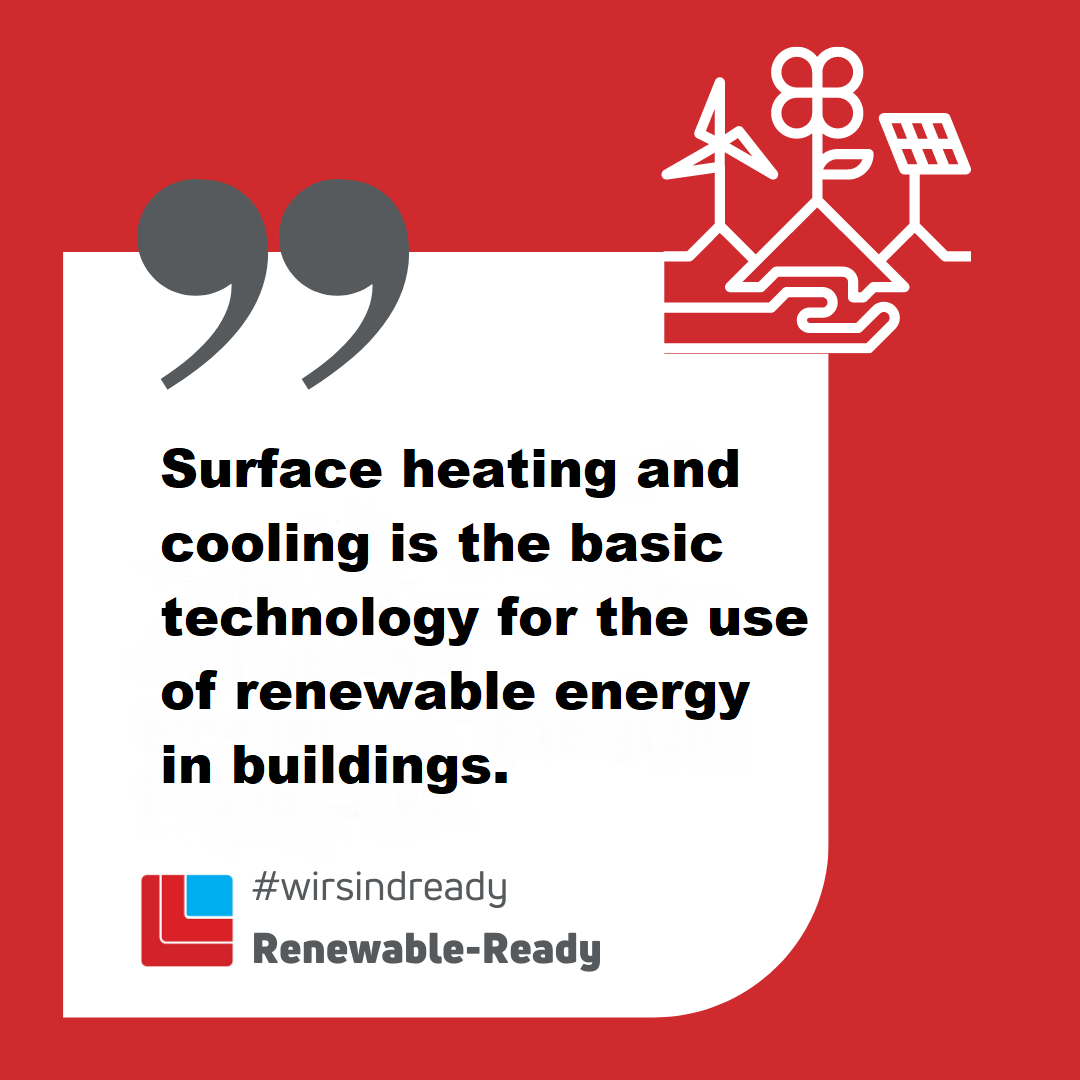 Surface heating and
cooling is the basic
technology for the use
of renewable energy
in buildings.
#wirsindready
Renewable-Ready